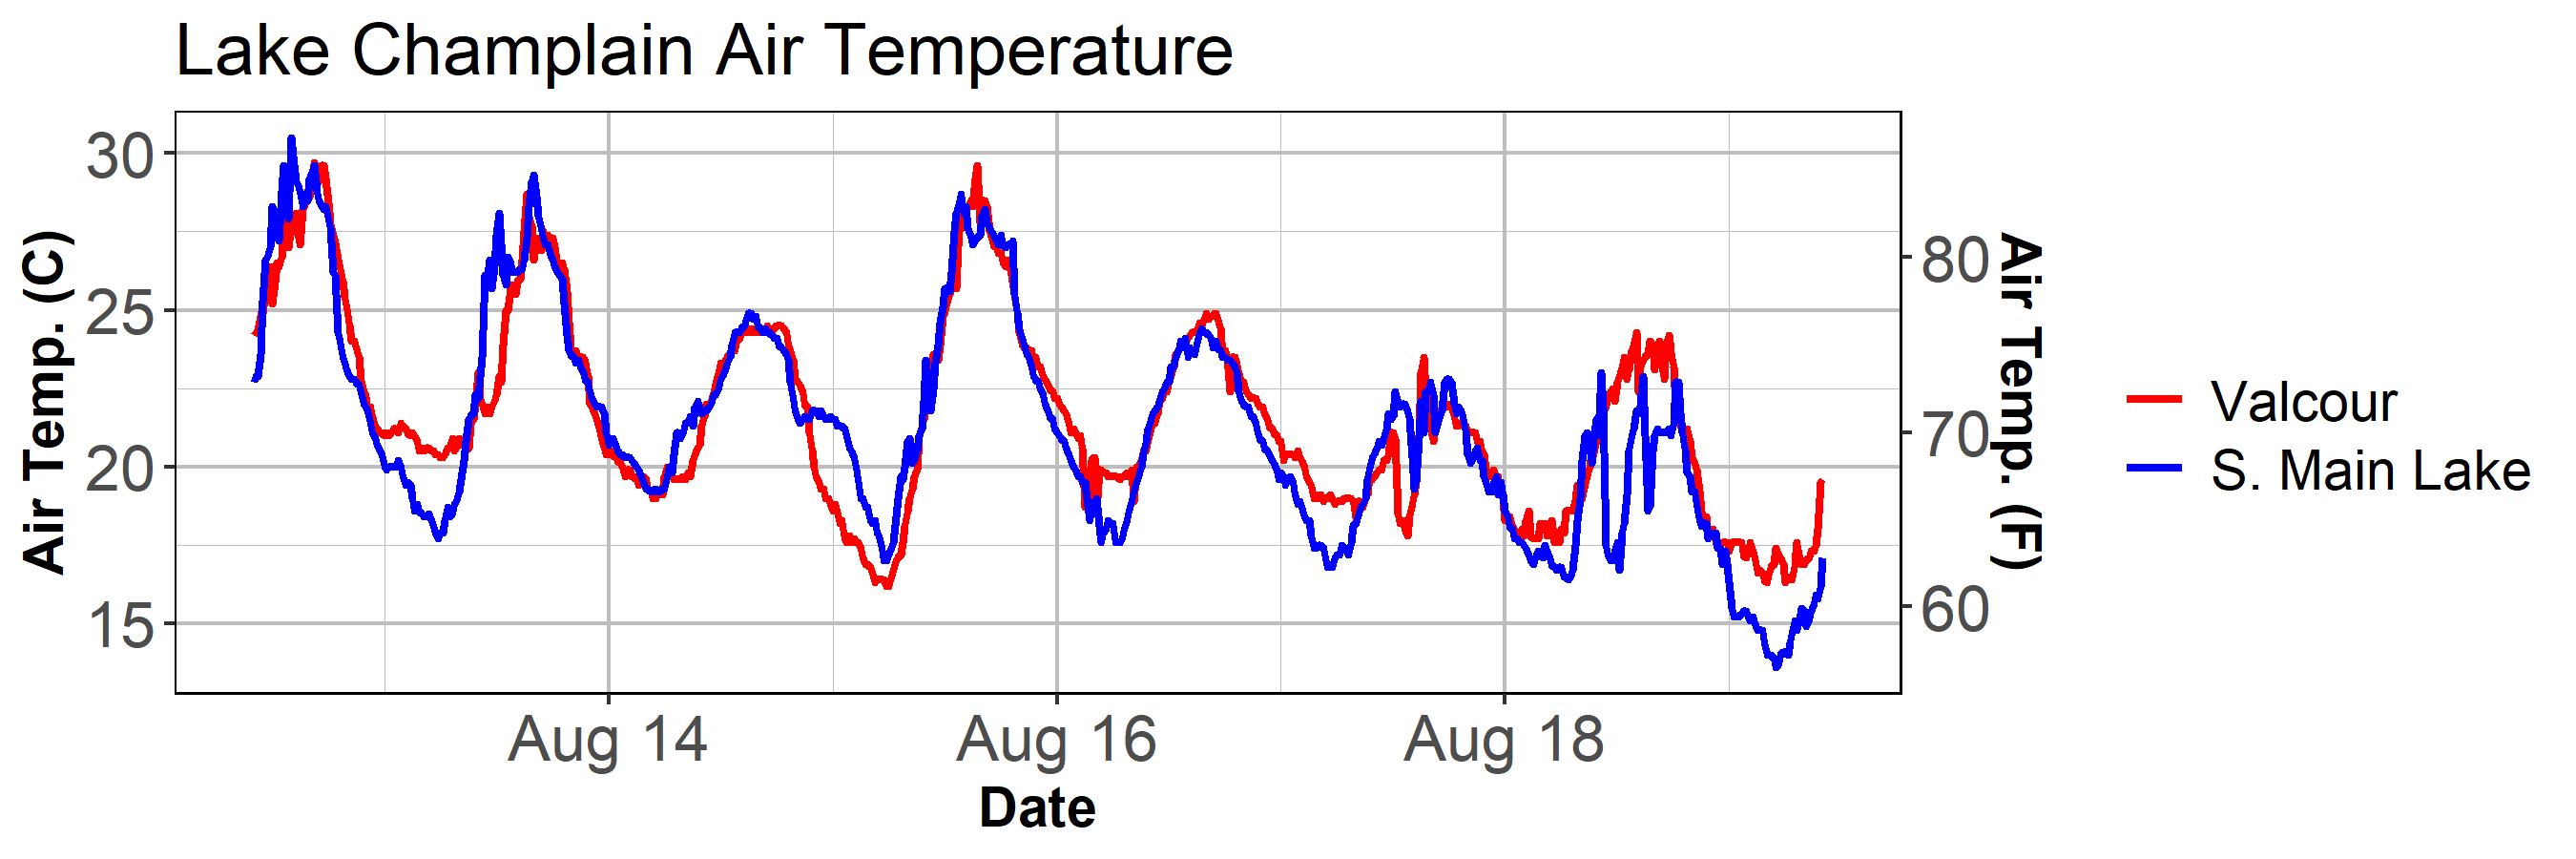 Lake Champlain Air Temperature
30
25
20
15
Air Temp. (C)
80
70
60
Air Temp. (F)
Aug 14
Aug 16
Aug 18
Date
Valcour
S. Main Lake